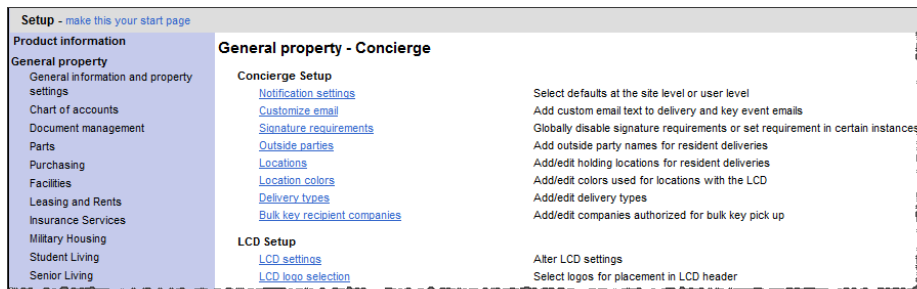 Setup - make this your start page
Product information
General property
General information and property
settings
Chart of accounts
Document management
Parts
Purchasing
Facilities
Leasing and Rents
Insurance Services
Military Housing
Student Living
Senior Living
General property - Concierge
Concierge Setup
Notification settings Select defaults at the site level or user level
Customize email Add custom email text to delivery and key event emails
Signature requirements Globally disable signature requirements or set requirement in certain instances
Outside parties Add outside party names for resident deliveries
Locations Add/edit holding locations for resident deliveries
Location colors Add/edit colors used for locations with the LCD
Delivery types Add/edit delivery types
Bulk key recipient companies Add/edit companies authorized for bulk key pick up
LCD Setup
LCD settings Alter LCD settings
LCD logo selection Select logos for placement in LCD header